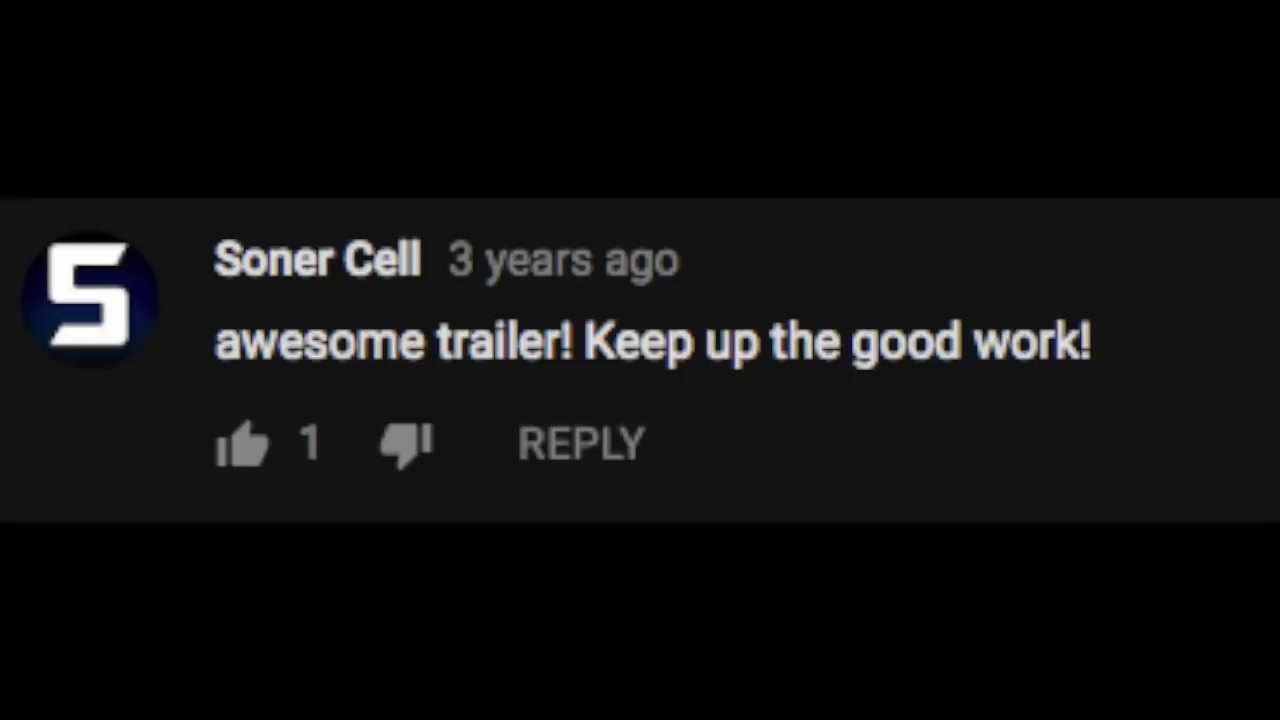 S
Soner Cell 3 years ago
awesome trailer! Keep up the good work!
1 REPLY